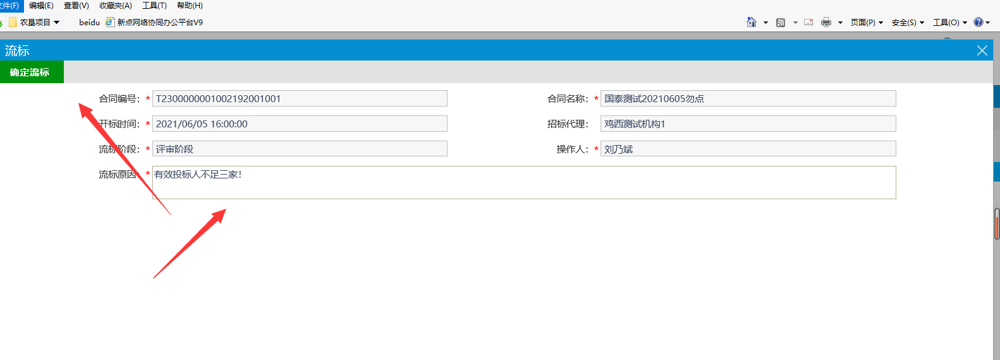 文件(F) 编辑(E) 查看(V) 收藏夹(A) 工具(T) 帮助(H)
农垦项目 beidu 新点网络协同办公平台V9 页面(P) 安全(S) 工具(O)
流标
确定流标
合同编号：* T2300000001002192001001 合同名称：* 国泰测试20210605勿点
开标时间：* 2021/06/05 16:00:00 招标代理： 鸡西测试机构1
流标阶段：* 评审阶段 操作人：* 刘乃斌
流标原因：* 有效投标人不足三家！